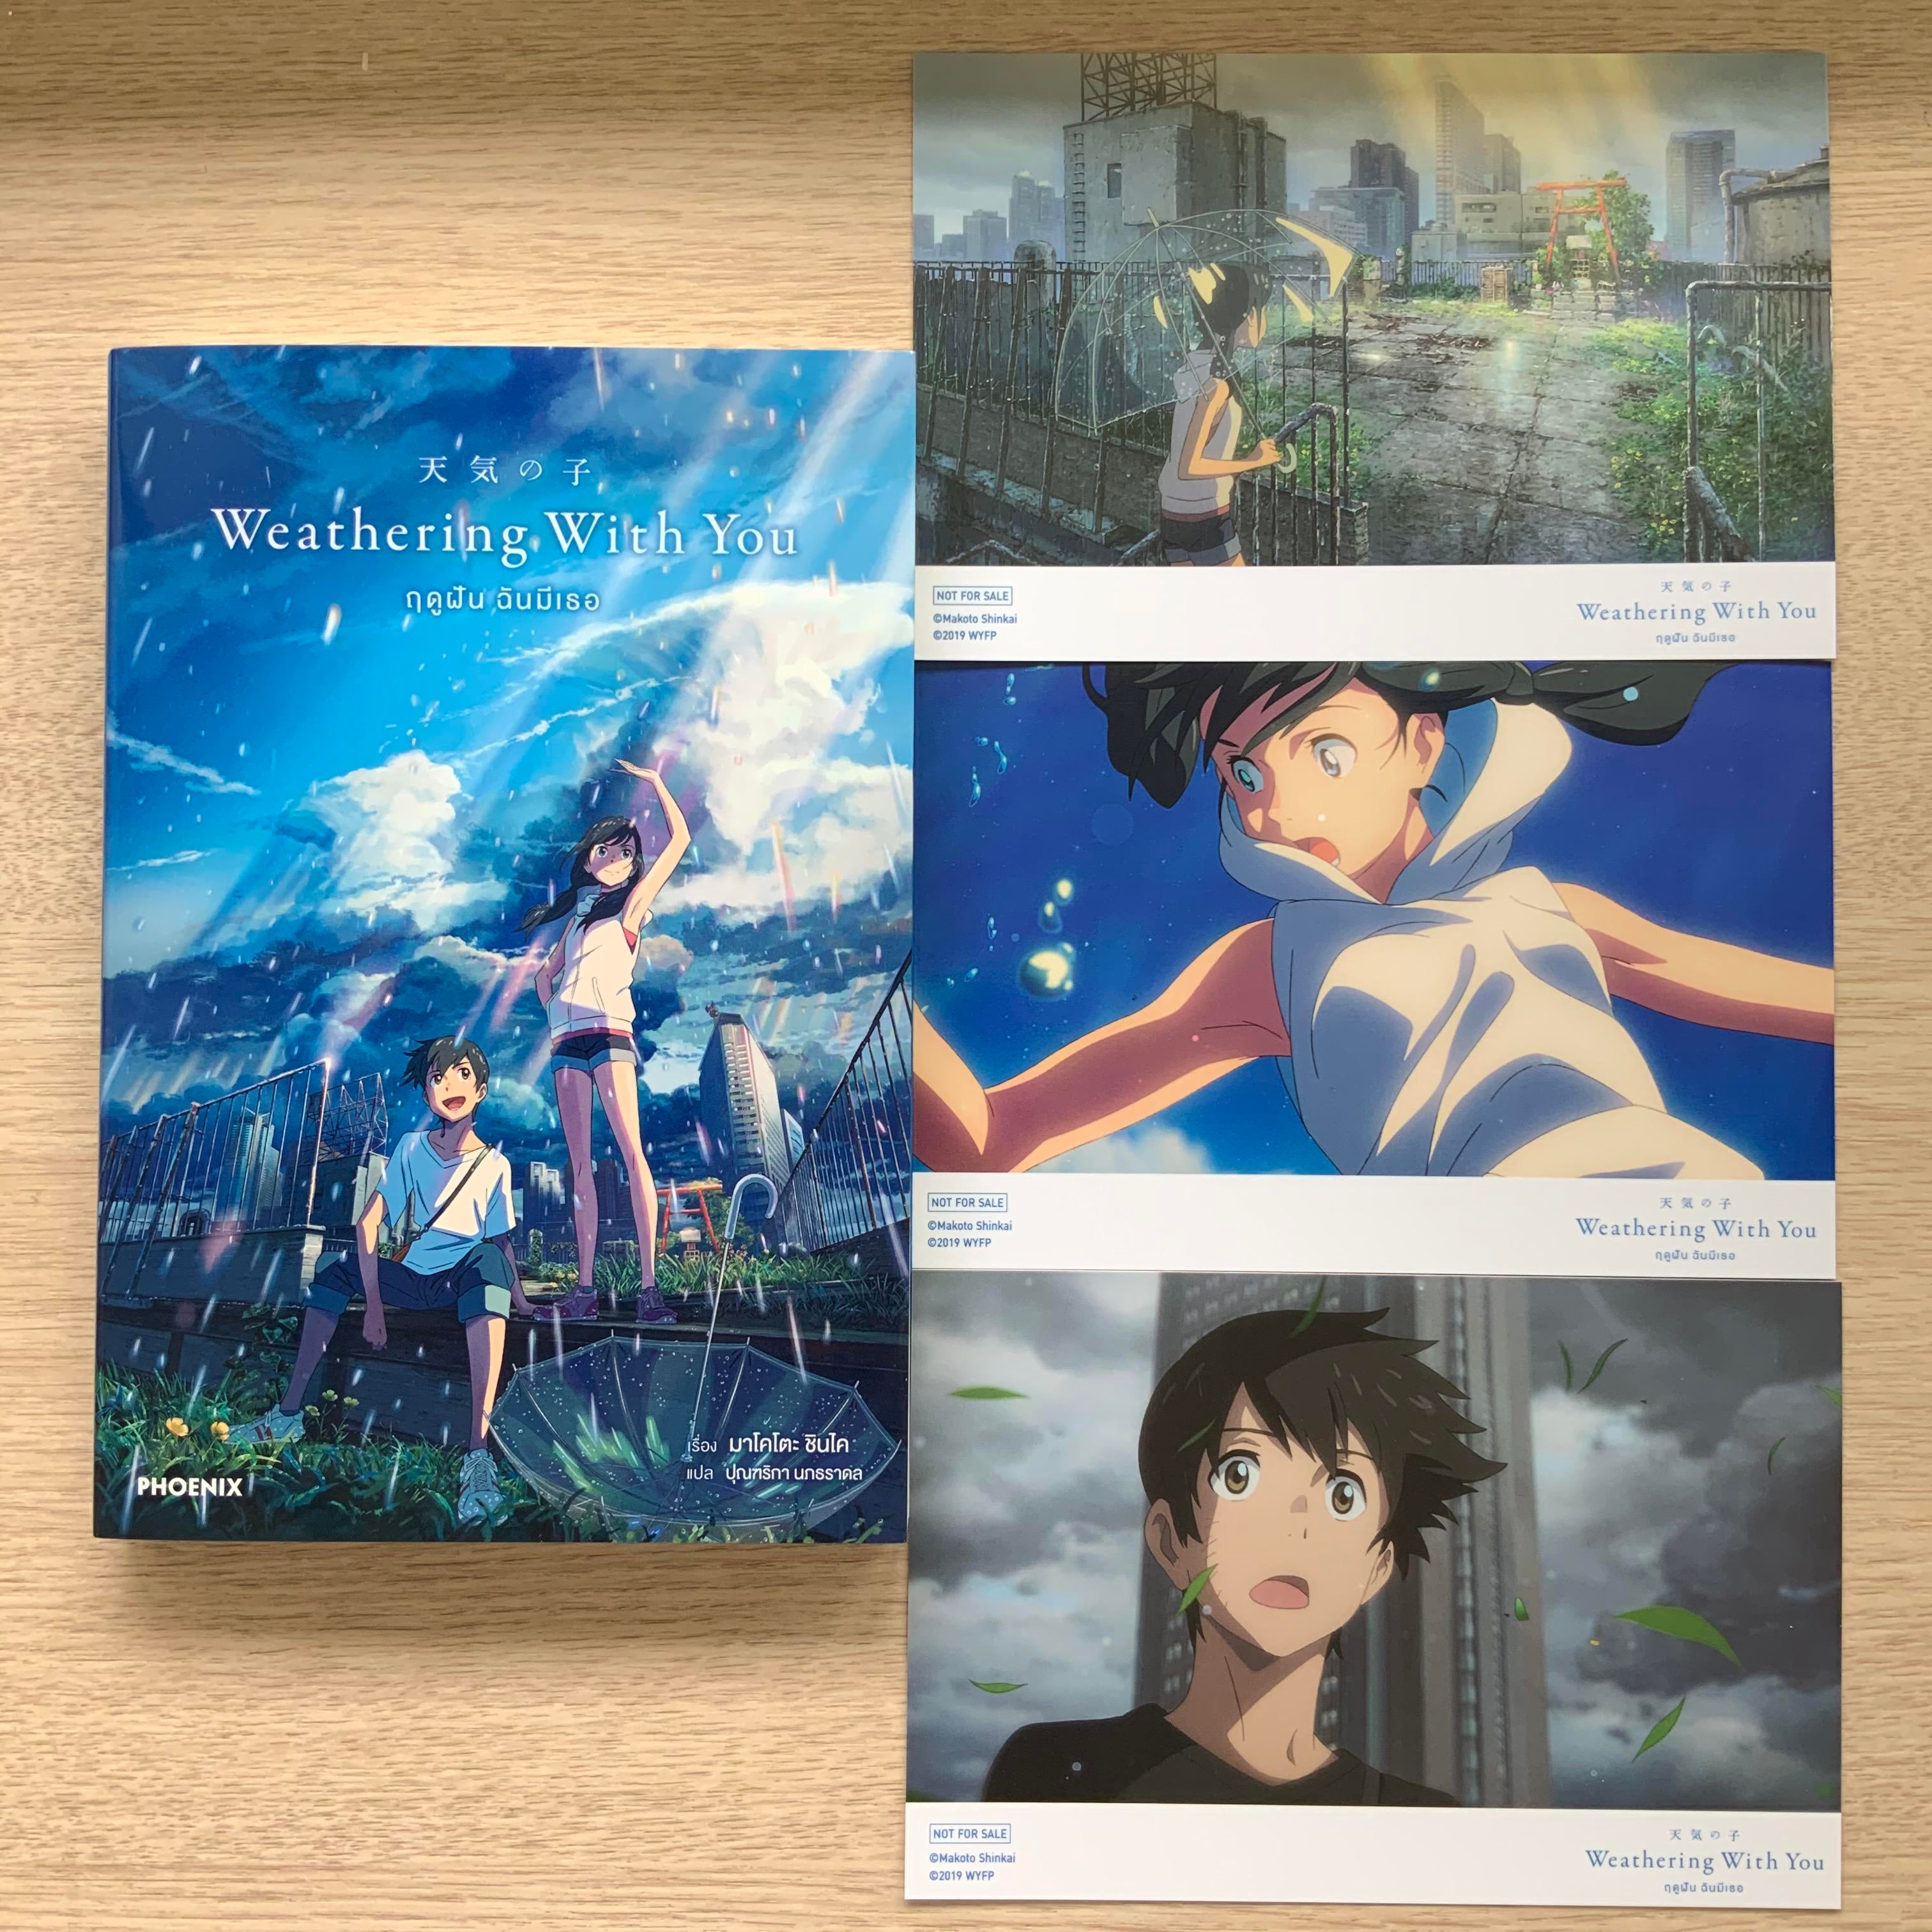 天気の子
Weathering With You
ฤดูฝัน ฉันมีเธอ
เรื่อง มาโคโตะ ชินไค
แปล ปุณฑริกา นภธราดล
PHOENIX
NOT FOR SALE
©Makoto Shinkai
©2019 WYFP
天気の子
Weathering With You
ฤดูฝัน ฉันมีเธอ
NOT FOR SALE
©Makoto Shinkai
©2019 WYFP
天気の子
Weathering With You
ฤดูฝัน ฉันมีเธอ
NOT FOR SALE
©Makoto Shinkai
©2019 WYFP
天気の子
Weathering With You
ฤดูฝัน ฉันมีเธอ